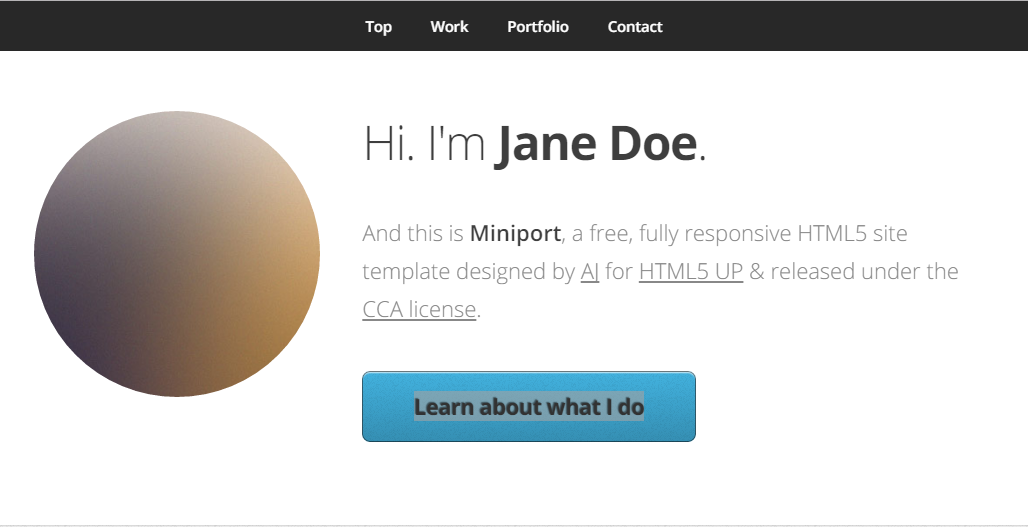 Top Work Portfolio Contact
Hi. I'm Jane Doe.
And this is Miniport, a free, fully responsive HTML5 site
template designed by AJ for HTML5 UP & released under the
CCA license.
Learn about what I do